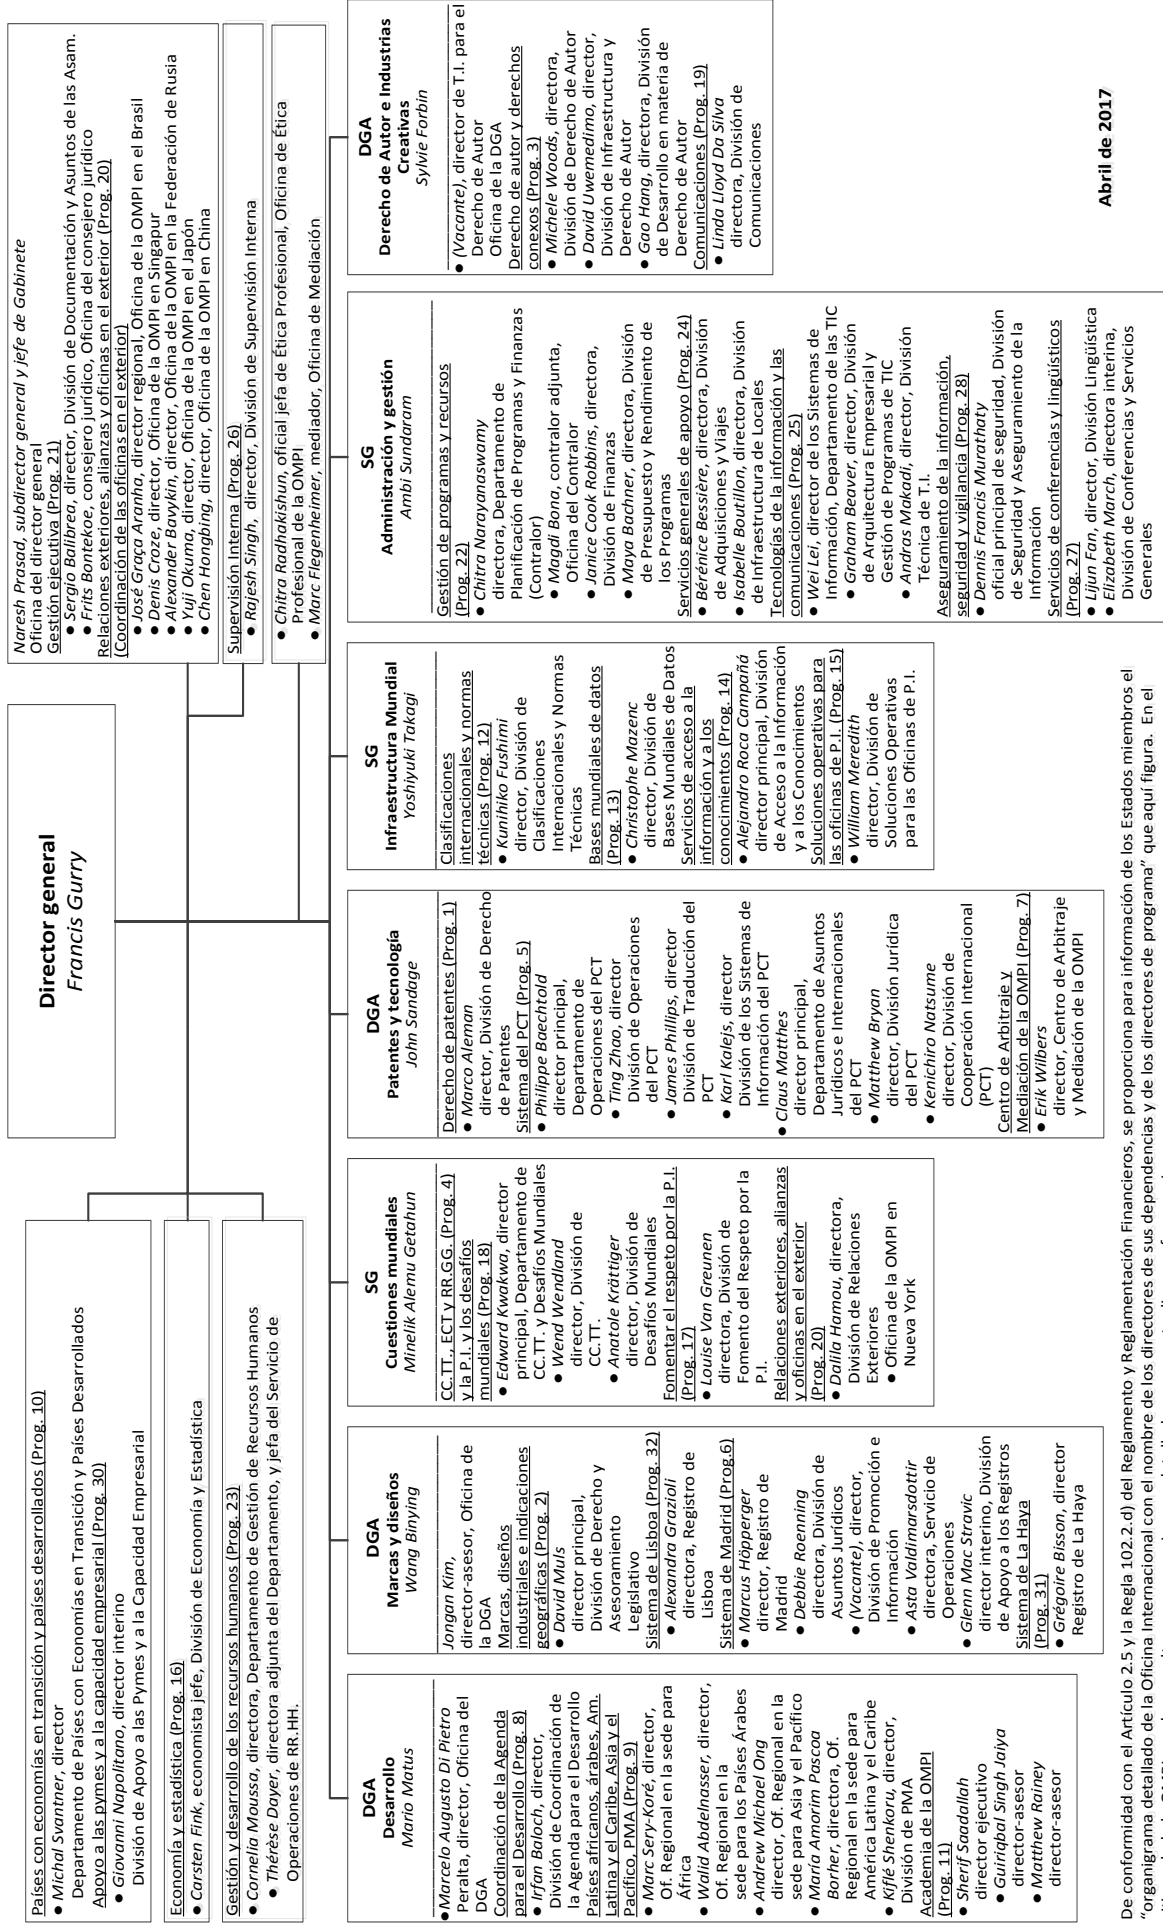 Director general
Francis Gurry
Países con economías en transición y países desarrollados (Prog. 10)
● Michal Svantner, director
Departamento de Países con Economías en Transición y Países Desarrollados
Apoyo a las pymes y a la capacidad empresarial (Prog. 30)
● Giovanni Napolitano, director interino
División de Apoyo a las Pymes y a la Capacidad Empresarial
Economía y estadística (Prog. 16)
● Carsten Fink, economista jefe, División de Economía y Estadística
Gestión y desarrollo de los recursos humanos (Prog. 23)
● Cornelia Moussa, directora, Departamento de Gestión de Recursos Humanos
● Thérèse Dayer, directora adjunta del Departamento, y jefa del Servicio de
Operaciones de RR.HH.
Naresh Prasad, subdirector general y jefe de Gabinete
Oficina del director general
Gestión ejecutiva (Prog. 21)
● Sergio Balibrea, director, División de Documentación y Asuntos de las Asam.
● Frits Bontekoe, consejero jurídico, Oficina del consejero jurídico
Relaciones exteriores, alianzas y oficinas en el exterior (Prog. 20)
(Coordinación de las oficinas en el exterior)
● José Graça Aranha, director regional, Oficina de la OMPI en el Brasil
● Denis Croze, director, Oficina de la OMPI en Singapur
● Alexander Bavykin, director, Oficina de la OMPI en la Federación de Rusia
● Yuji Okuma, director, Oficina de la OMPI en el Japón
● Chen Hongbing, director, Oficina de la OMPI en China
Supervisión Interna (Prog. 26)
● Rajesh Singh, director, División de Supervisión Interna
● Chitra Radhakishun, oficial jefa de Ética Profesional, Oficina de Ética
Profesional de la OMPI
● Marc Flegenheimer, mediador, Oficina de Mediación
DGA
Desarrollo
Mario Matus
● Marcelo Augusto Di Pietro
Peralta, director, Oficina del
DGA
Coordinación de la Agenda
para el Desarrollo (Prog. 8)
● Irfan Baloch, director,
División de Coordinación de
la Agenda para el Desarrollo
Países africanos, árabes, Am.
Latina y el Caribe, Asia y el
Pacífico, PMA (Prog. 9)
● Marc Sery-Koré, director,
Of. Regional en la sede para
África
● Walid Abdelnasser, director,
Of. Regional en la
sede para los Países Árabes
● Andrew Michael Ong
director, Of. Regional en la
sede para Asia y el Pacífico
● María Amorim Pascoa
Borher, directora, Of.
Regional en la sede para
América Latina y el Caribe
● Kiflé Shenkoru, director,
División de PMA
Academia de la OMPI
(Prog. 11)
● Sherif Saadallah
director ejecutivo
● Guiriqbal Singh Jaiya
director-asesor
● Matthew Rainey
director-asesor
DGA
Marcas y diseños
Wang Binying
Jongan Kim,
director-asesor, Oficina de
la DGA
Marcas, diseños
industriales e indicaciones
geográficas (Prog. 2)
● David Muls
director principal,
División de Derecho y
Asesoramiento
Legislativo
Sistema de Lisboa (Prog. 32)
● Alexandra Grazioli
directora, Registro de
Lisboa
Sistema de Madrid (Prog.6)
● Marcus Höpperger
director, Registro de
Madrid
● Debbie Roenning
directora, División de
Asuntos Jurídicos
● (Vacante), director,
División de Promoción e
Información
● Asta Valdimarsdottir
directora, Servicio de
Operaciones
● Glenn Mac Stravic
director interino, División
de Apoyo a los Registros
Sistema de La Haya
(Prog. 31)
● Grégoire Bisson, director
Registro de La Haya
SG
Cuestiones mundiales
Minelik Alemu Getahun
CC.TT., ECT y RR.GG. (Prog. 4)
y la P.I. y los desafíos
mundiales (Prog. 18)
● Edward Kwakwa, director
principal, Departamento de
CC.TT. y Desafíos Mundiales
● Wend Wendland
director, División de
CC.TT.
● Anatole Krättiger
director, División de
Desafíos Mundiales
Fomentar el respeto por la P.I.
(Prog. 17)
● Louise Van Greunen
directora, División de
Fomento del Respeto por la
P.I.
Relaciones exteriores, alianzas
y oficinas en el exterior
(Prog. 20)
● Dalila Hamou, directora,
División de Relaciones
Exteriores
● Oficina de la OMPI en
Nueva York
DGA
Patentes y tecnología
John Sandage
Derecho de patentes (Prog. 1)
● Marco Aleman
director, División de Derecho
de Patentes
Sistema del PCT (Prog. 5)
● Philippe Baechtold
director principal,
Departamento de
Operaciones del PCT
● Ting Zhao, director
División de Operaciones
del PCT
● James Phillips, director
División de Traducción del
PCT
● Karl Kalejs, director
División de los Sistemas de
Información del PCT
● Claus Matthes
director principal,
Departamento de Asuntos
Jurídicos e Internacionales
del PCT
● Matthew Bryan
director, División Jurídica
del PCT
● Kenichiro Natsume
director, División de
Cooperación Internacional
(PCT)
Centro de Arbitraje y
Mediación de la OMPI (Prog. 7)
● Erik Wilbers
director, Centro de Arbitraje
y Mediación de la OMPI
SG
Infraestructura Mundial
Yoshiyuki Takagi
Clasificaciones
internacionales y normas
técnicas (Prog. 12)
● Kunihiko Fushimi
director, División de
Clasificaciones
Internacionales y Normas
Técnicas
Bases mundiales de datos
(Prog. 13)
● Christophe Mazenc
director, División de
Bases Mundiales de Datos
Servicios de acceso a la
información y a los
conocimientos (Prog. 14)
● Alejandro Roca Campañá
director principal, División
de Acceso a la Información
y a los Conocimientos
Soluciones operativas para
las oficinas de P.I. (Prog. 15)
● William Meredith
director, División de
Soluciones Operativas
para las Oficinas de P.I.
SG
Administración y gestión
Ambi Sundaram
Gestión de programas y recursos
(Prog. 22)
● Chitra Narayanaswamy
directora, Departamento de
Planificación de Programas y Finanzas
(Contralor)
● Magdi Bona, contralor adjunta,
Oficina del Contralor
● Janice Cook Robbins, directora,
División de Finanzas
● Maya Bachner, directora, División de
Presupuesto y Rendimiento de
los Programas
Servicios generales de apoyo (Prog. 24)
● Bérénice Bessière, directora, División
de Adquisiciones y Viajes
● Isabelle Boutillon, directora, División
de Infraestructura de Locales
Tecnologías de la información y las
comunicaciones (Prog. 25)
● Wei Lei, director de los Sistemas de
Información, Departamento de las TIC
● Graham Beaver, director, División
de Arquitectura Empresarial y
Gestión de Programas de TIC
● Andras Makadi, director, División
Técnica de T.I.
Aseguramiento de la información,
seguridad y vigilancia (Prog. 28)
● Dennis Francis Murathaty
oficial principal de seguridad, División
de Seguridad y Aseguramiento de la
Información
Servicios de conferencias y lingüísticos
(Prog. 27)
● Lijun Fan, director, División Lingüística
● Elizabeth March, directora interina,
División de Conferencias y Servicios
Generales
DGA
Derecho de Autor e Industrias
Creativas
Sylvie Forbin
● (Vacante), director de T.I. para el
Derecho de Autor
Oficina de la DGA
Derecho de autor y derechos
conexos (Prog. 3)
● Michele Woods, directora,
División de Derecho de Autor
● David Uwemedimo, director,
División de Infraestructura y
Derecho de Autor
● Gao Hang, directora, División
de Desarrollo en materia de
Derecho de Autor
Comunicaciones (Prog. 19)
● Linda Lloyd Da Silva
directora, División de
Comunicaciones
Abril de 2017
De conformidad con el Artículo 2.5 y la Regla 102.2.d) del Reglamento y Reglamentación Financieros, se proporciona para información de los Estados miembros el
"organigrama detallado de la Oficina Internacional con el nombre de los directores de sus dependencias y de los directores de programa" que aquí figura. En el